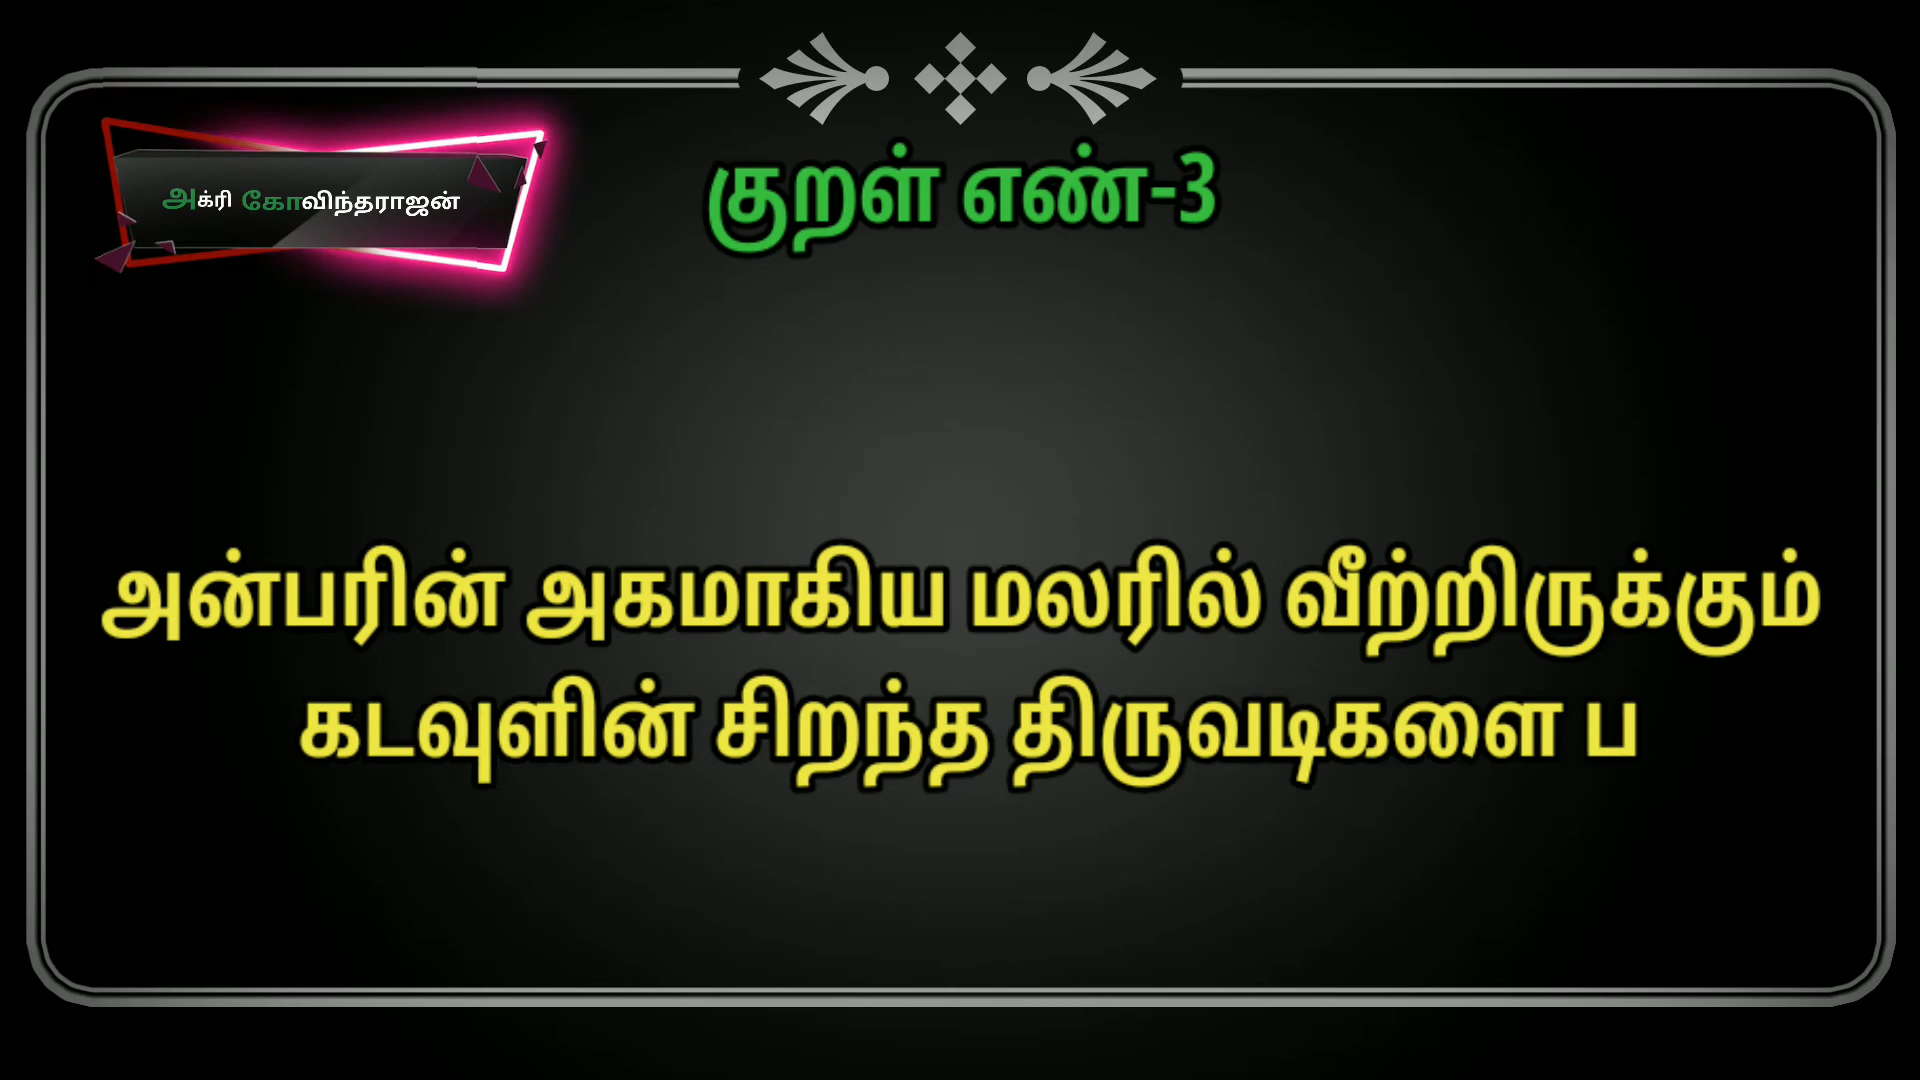 அக்ரி கோவிந்தராஜன்
குறள் எண்-3
அன்பரின் அகமாகிய மலரில் வீற்றிருக்கும்
கடவுளின் சிறந்த திருவடிகளை ப